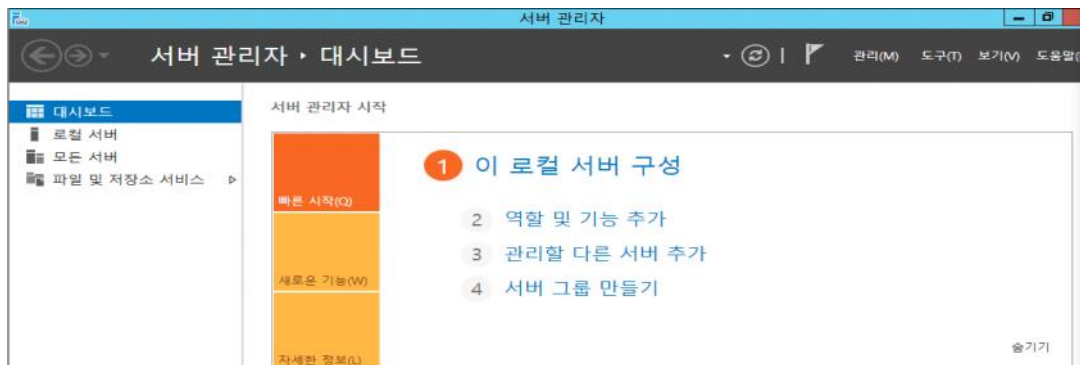 서버 관리자
서버 관리자 ‣ 대시보드
관리(M) 도구(T) 보기(V) 도움말(
대시보드
로컬 서버
모든 서버
파일 및 저장소 서비스
서버 관리자 시작
빠른 시작(Q)
새로운 기능(W)
자세한 정보(L)
1 이 로컬 서버 구성
2 역할 및 기능 추가
3 관리할 다른 서버 추가
4 서버 그룹 만들기
숨기기